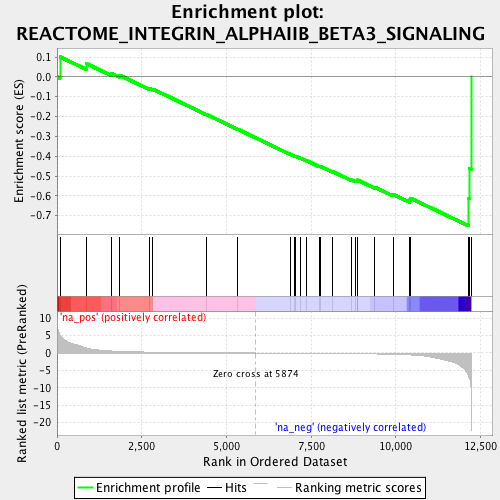 Enrichment plot:
REACTOME_INTEGRIN_ALPHAIIB_BETA3_SIGNALING
Enrichment score (ES)
0.1
0.0
-0.1
-0.2
-0.3
-0.4
-0.5
-0.6
-0.7
'na_pos' (positively correlated)
Ranked list metric (PreRanked)
10
5
0
-5
-10
-15
-20
Zero cross at 5874
'na_neg' (negatively correlated)
0
2,500
5,000
7,500
10,000
12,500
Rank in Ordered Dataset
Enrichment profile
Hits
Ranking metric scores